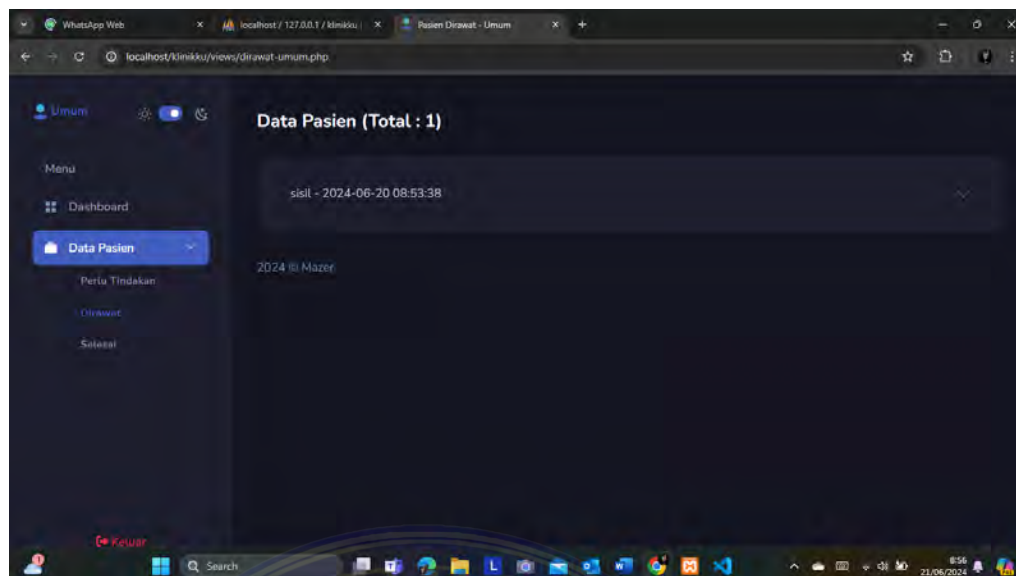 WhatsApp Web
localhost / 127.0.0.1 / klinikku |
Pasien Dirawat - Umum
localhost/klinikku/views/dirawat-umum.php
Umum
Data Pasien (Total : 1)
Menu
sisil - 2024-06-20 08:53:38
Dashboard
Data Pasien
2024 © Mazer
Perlu Tindakan
Dirawat
Selesai
Keluar
Search
8:56
21/06/2024